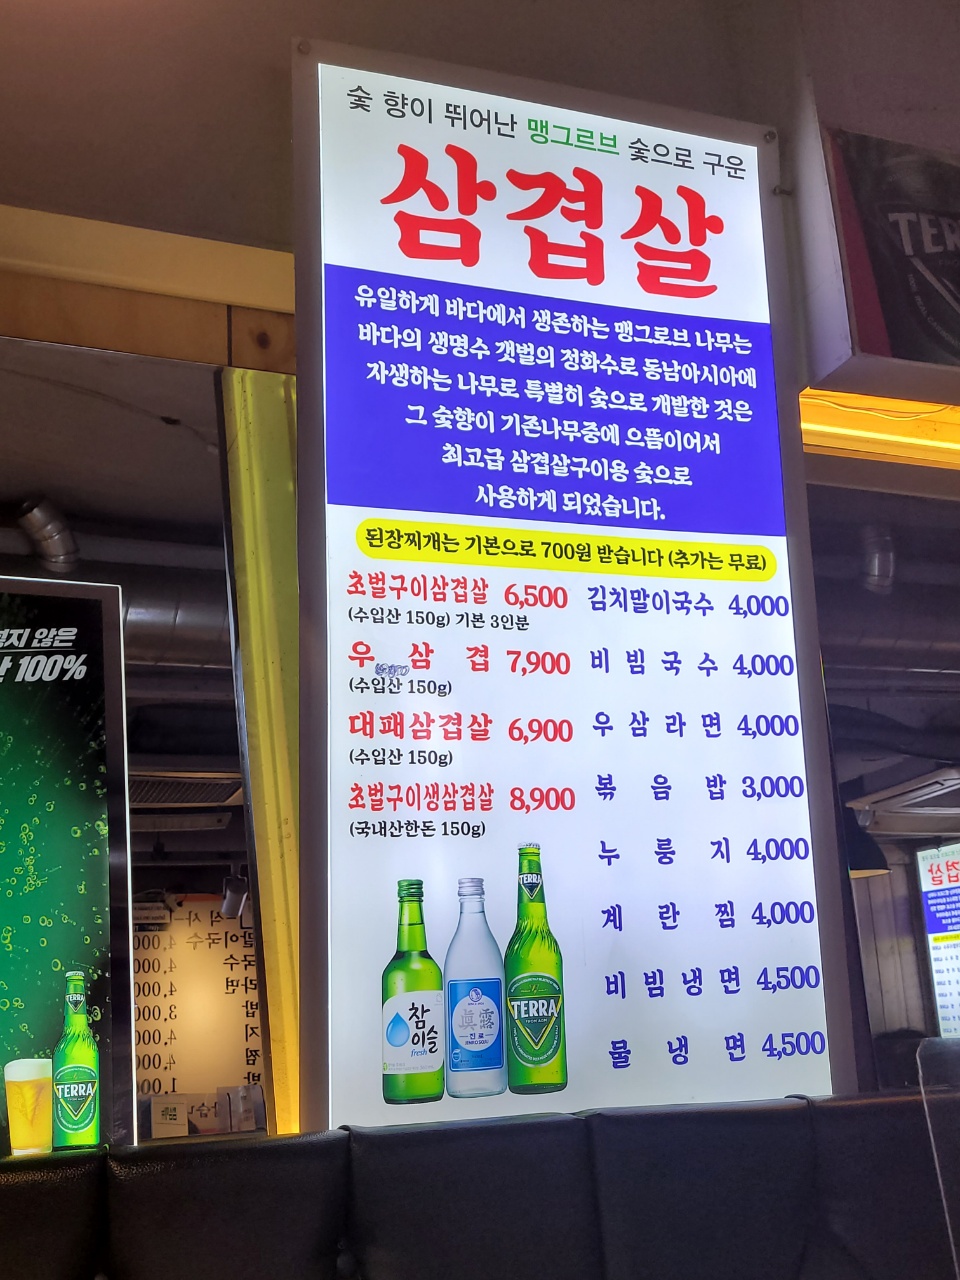 숯 향이 뛰어난 맹그르브 숯으로 구운
삼겹살
유일하게 바다에서 생존하는 맹그로브 나무는
바다의 생명수 갯벌의 정화수로 동남아시아에
자생하는 나무로 특별히 숯으로 개발한 것은
그 숯향이 기존나무중에 으뜸이어서
최고급 삼겹살구이용 숯으로
사용하게 되었습니다.
된장찌개는 기본으로 700원 받습니다 (추가는 무료)
초벌구이삼겹살 6,500
(수입산 150g) 기본 3인분
우삼겹 7,900
(수입산 150g)
대패삼겹살 6,900
(수입산 150g)
초벌구이생삼겹살 8,900
(국내산한돈 150g)
김치말이국수 4,000
비빔국수 4,000
우삼라면 4,000
볶음밥 3,000
누룽지 4,000
계란찜 4,000
비빔냉면 4,500
물냉면 4,500
참이슬
fresh
眞露
진로
TERRA
TERRA
않은
100%
TERRA
TERRA
TER